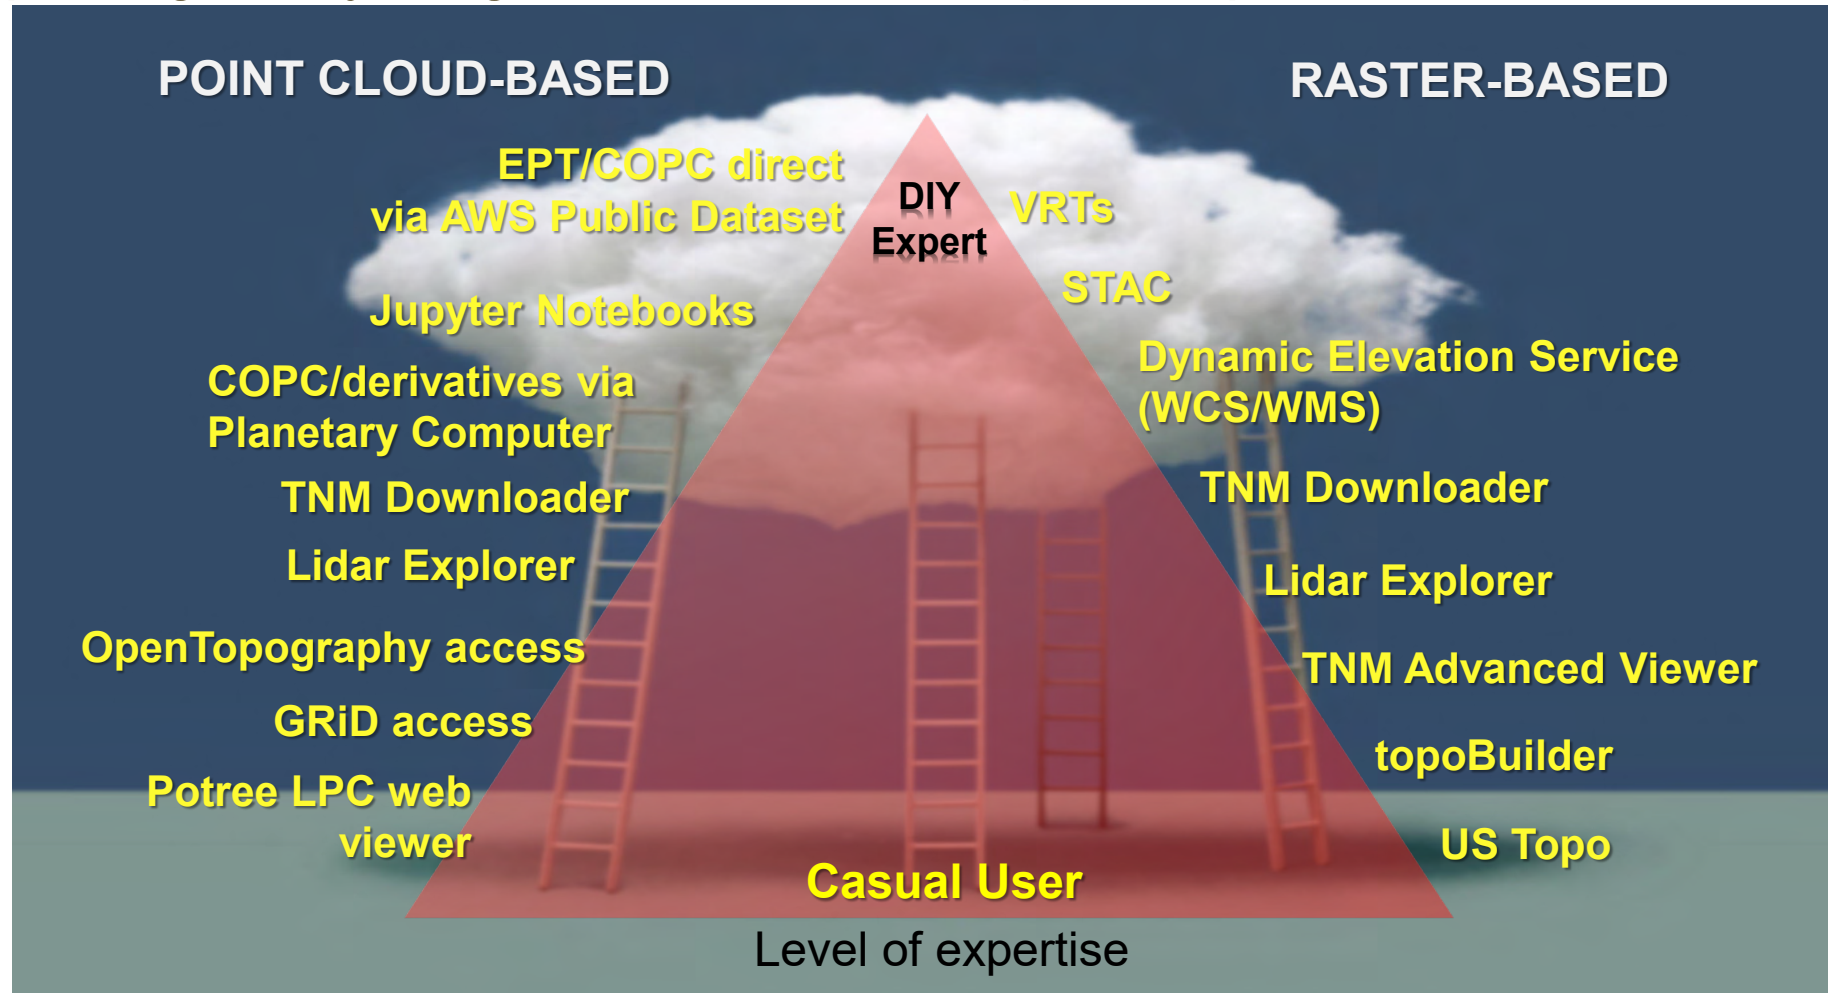 POINT CLOUD-BASED
RASTER-BASED
EPT/COPC direct
via AWS Public Dataset
Jupyter Notebooks
COPC/derivatives via
Planetary Computer
TNM Downloader
Lidar Explorer
OpenTopography access
GRiD access
Potree LPC web
viewer
DIY
Expert
VRTs
STAC
Dynamic Elevation Service
(WCS/WMS)
TNM Downloader
Lidar Explorer
TNM Advanced Viewer
topoBuilder
US Topo
Casual User
Level of expertise